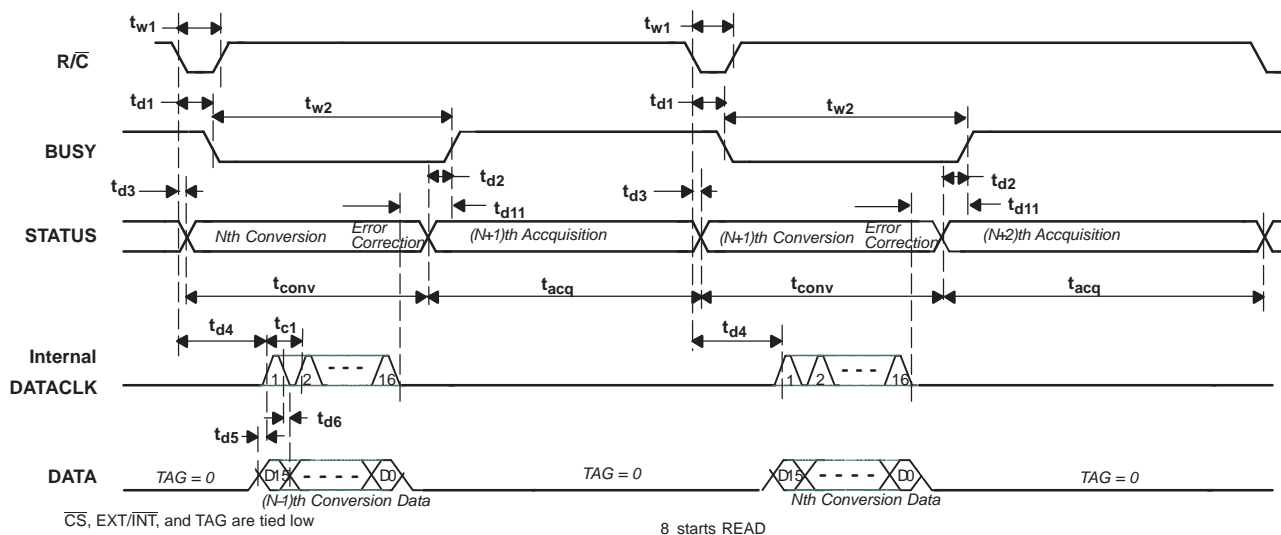 tw1 tw1
R/C
td1 tw2 td1 tw2
BUSY
td3 td2 td3 td2
td11 td11
STATUS Nth Conversion Error Correction (N+1)th Accquisition (N+1)th Conversion Error Correction (N+2)th Accquisition
tconv tacq tconv tacq
td4 tc1 td4
Internal DATACLK 1 2 - - - 16 1 2 - - - 16
td5 td6
DATA TAG = 0 D15 - - - - D0 TAG = 0 D15 - - - - - D0 TAG = 0
(N–1)th Conversion Data Nth Conversion Data
CS, EXT/INT, and TAG are tied low
8 starts READ